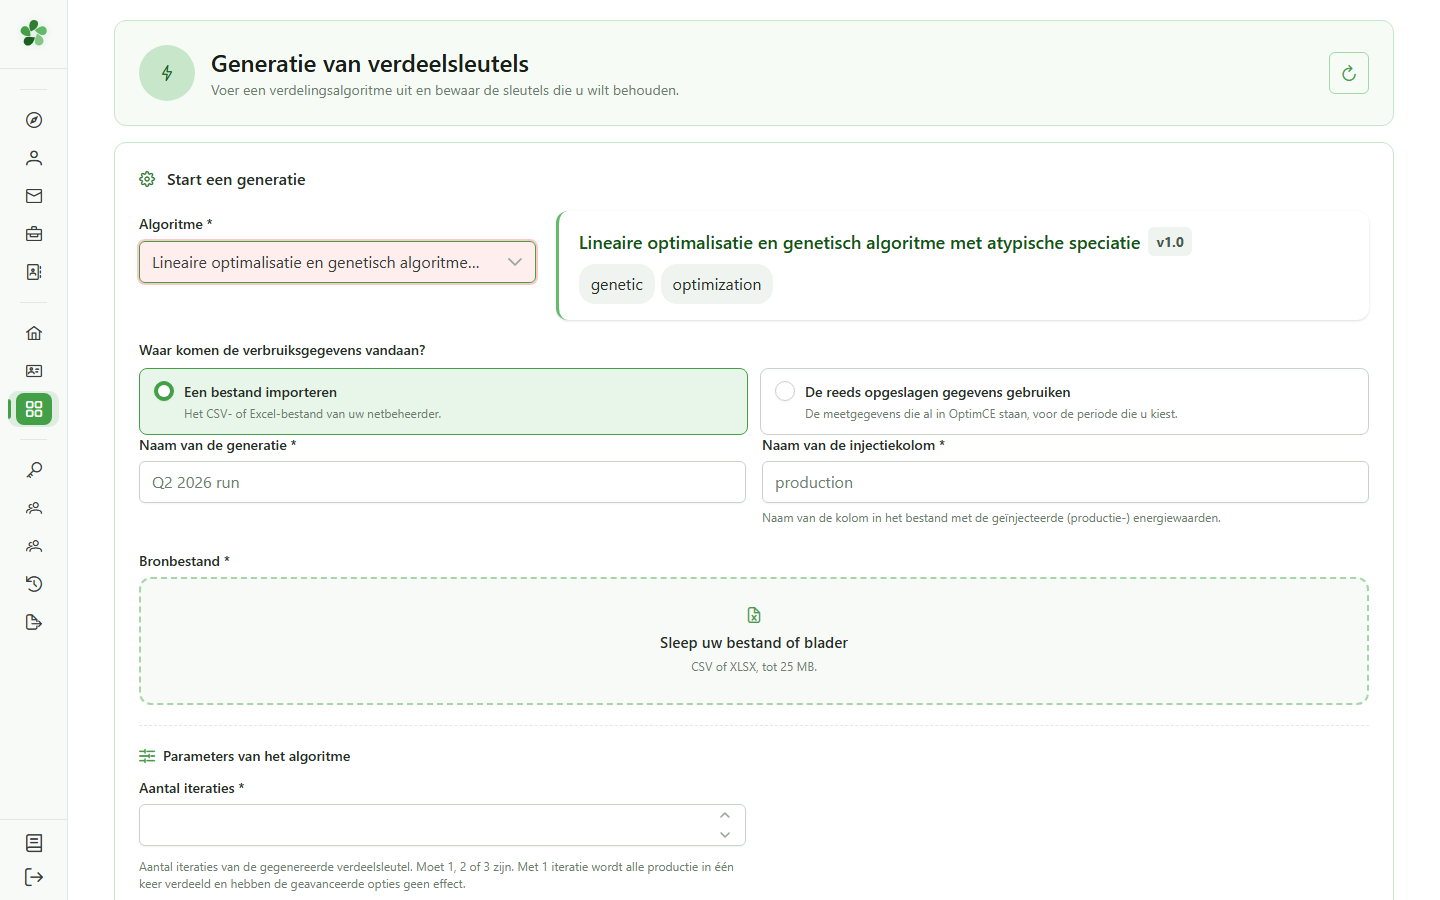 Generatie van verdeelsleutels
Voer een verdelingsalgoritme uit en bewaar de sleutels die u wilt behouden.
Start een generatie
Algoritme *
Lineaire optimalisatie en genetisch algoritme...
Lineaire optimalisatie en genetisch algoritme met atypische speciatie v1.0
genetic optimization
Waar komen de verbruiksgegevens vandaan?
Een bestand importeren
Het CSV- of Excel-bestand van uw netbeheerder.
De reeds opgeslagen gegevens gebruiken
De meetgegevens die al in OptimCE staan, voor de periode die u kiest.
Naam van de generatie *
Q2 2026 run
Naam van de injectiekolom *
production
Naam van de kolom in het bestand met de geïnjecteerde (productie-) energiewaarden.
Bronbestand *
Sleep uw bestand of blader
CSV of XLSX, tot 25 MB.
Parameters van het algoritme
Aantal iteraties *
Aantal iteraties van de gegenereerde verdeelsleutel. Moet 1, 2 of 3 zijn. Met 1 iteratie wordt alle productie in één
keer verdeeld en hebben de geavanceerde opties geen effect.